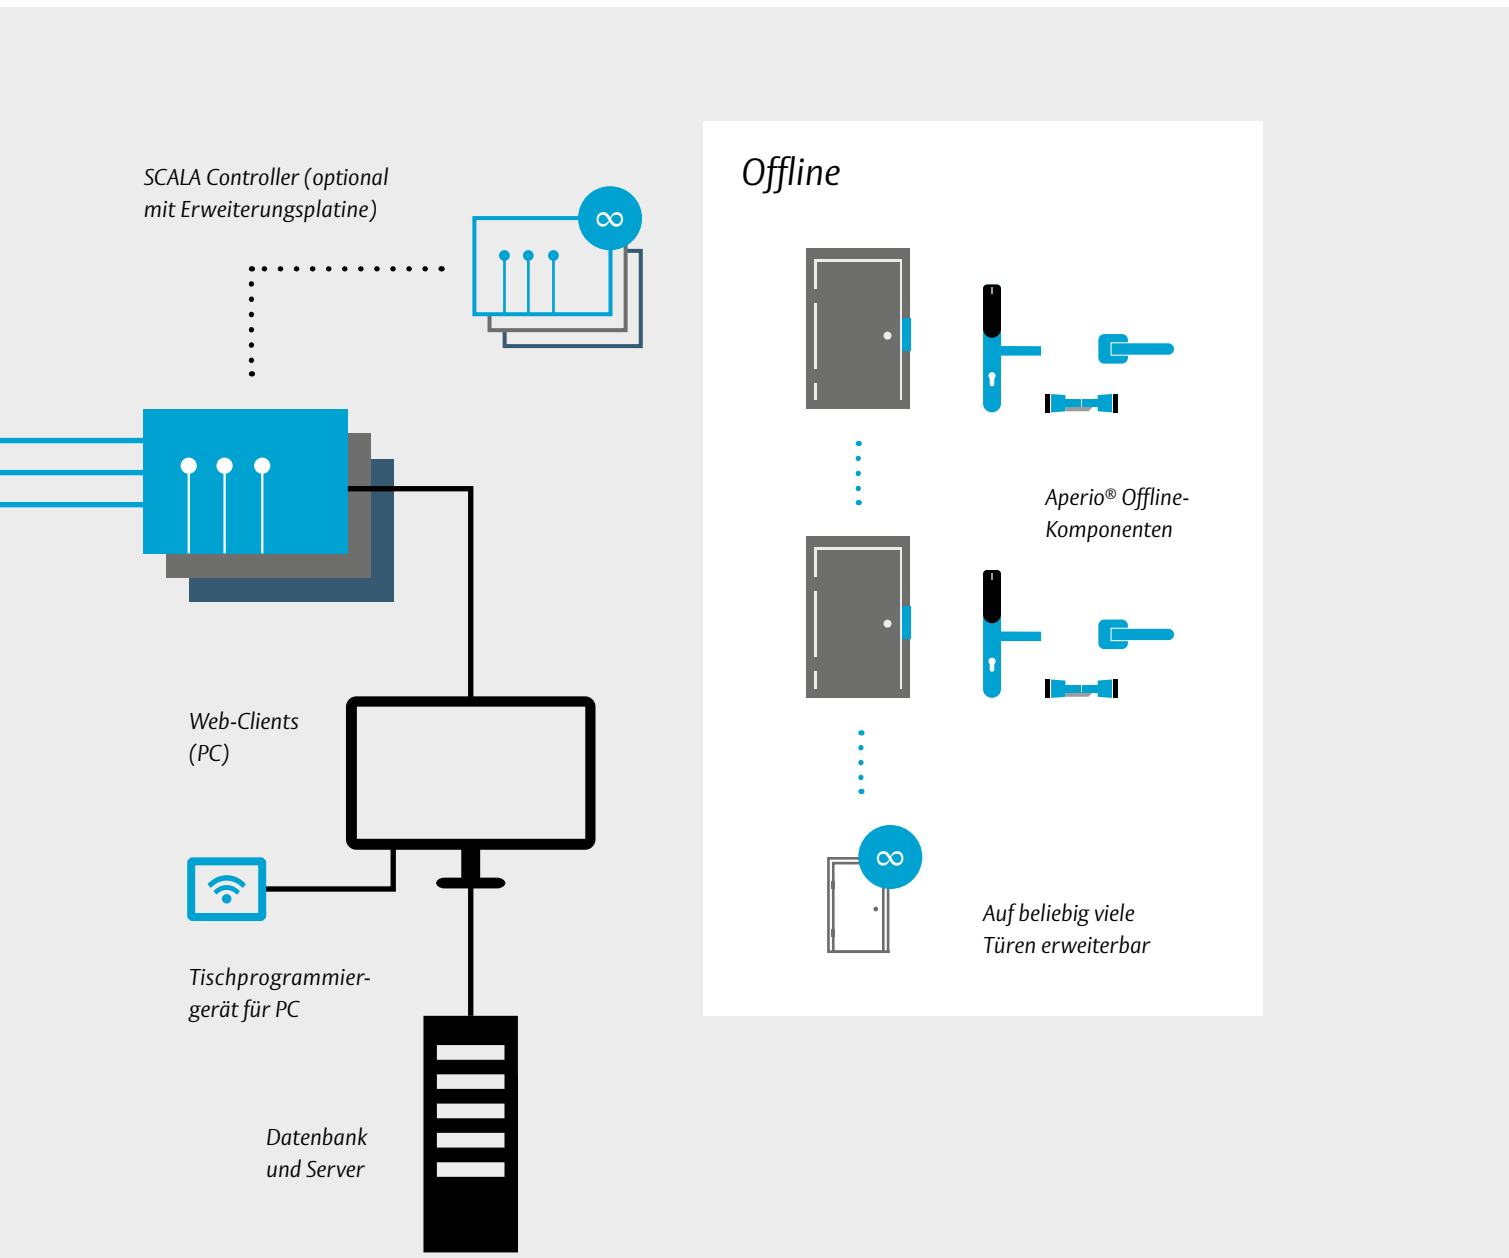 SCALA Controller (optional
mit Erweiterungsplatine)
∞
Web-Clients
(PC)
Tischprogrammier-
gerät für PC
Datenbank
und Server
Offline
Aperio® Offline-
Komponenten
∞
Auf beliebig viele
Türen erweiterbar